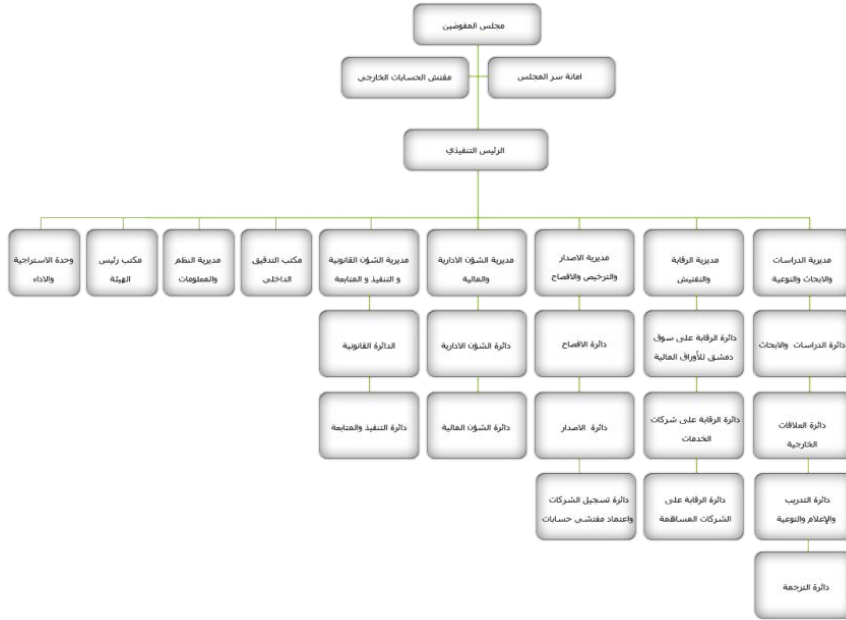 مجلس المفوضين
امانة سر المجلس
مفتش الحسابات الخارجي
الرئيس التنفيذي
مديرية الدراسات
والابحاث والتوعية
مديرية الرقابة
والتفتيش
مديرية الاصدار
والترخيص والافصاح
مديرية الشؤن الادارية
والمالية
مديرية الشؤن القانونية
و التنفيذ و المتابعة
مكتب التدقيق
الداخلي
مديرية النظم
والمعلومات
مكتب رئيس
الهيئة
وحدة الاستراجية
والاداء
دائرة الدراسات والابحاث
دائرة الرقابة على سوق
دمشق للأوراق المالية
دائرة الافصاح
دائرة الشؤن الادارية
الدائرة القانونية
دائرة العلاقات
الخارجية
دائرة الرقابة على شركات
الخدمات
دائرة الاصدار
دائرة الشؤن المالية
دائرة التنفيذ والمتابعة
دائرة التدريب
والإعلام والتوعية
دائرة الرقابة على
الشركات المساهمة
دائرة تسجيل الشركات
واعتماد مفتشي حسابات
دائرة الترجمة